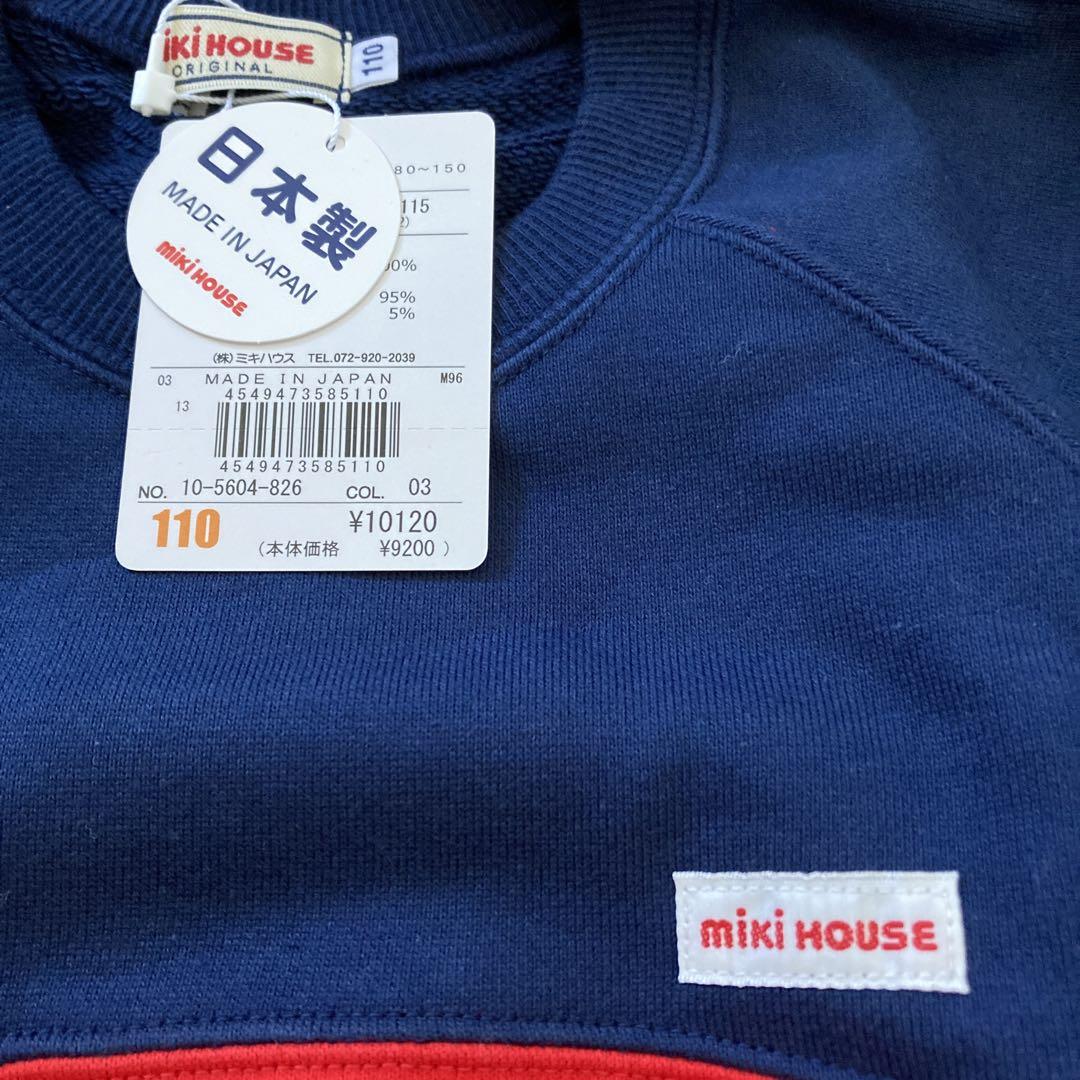 iKi HOUSE
ORIGINAL
110
日本製
MADE IN JAPAN
miKi HOUSE
80~150
115
95%
5%
(株)ミキハウス TEL.072-920-2039
03 MADE IN JAPAN M96
4549473585110
13
4549473585110
NO. 10-5604-826 COL. 03
110 ¥10120
(本体価格 ¥9200)
miKi HOUSE